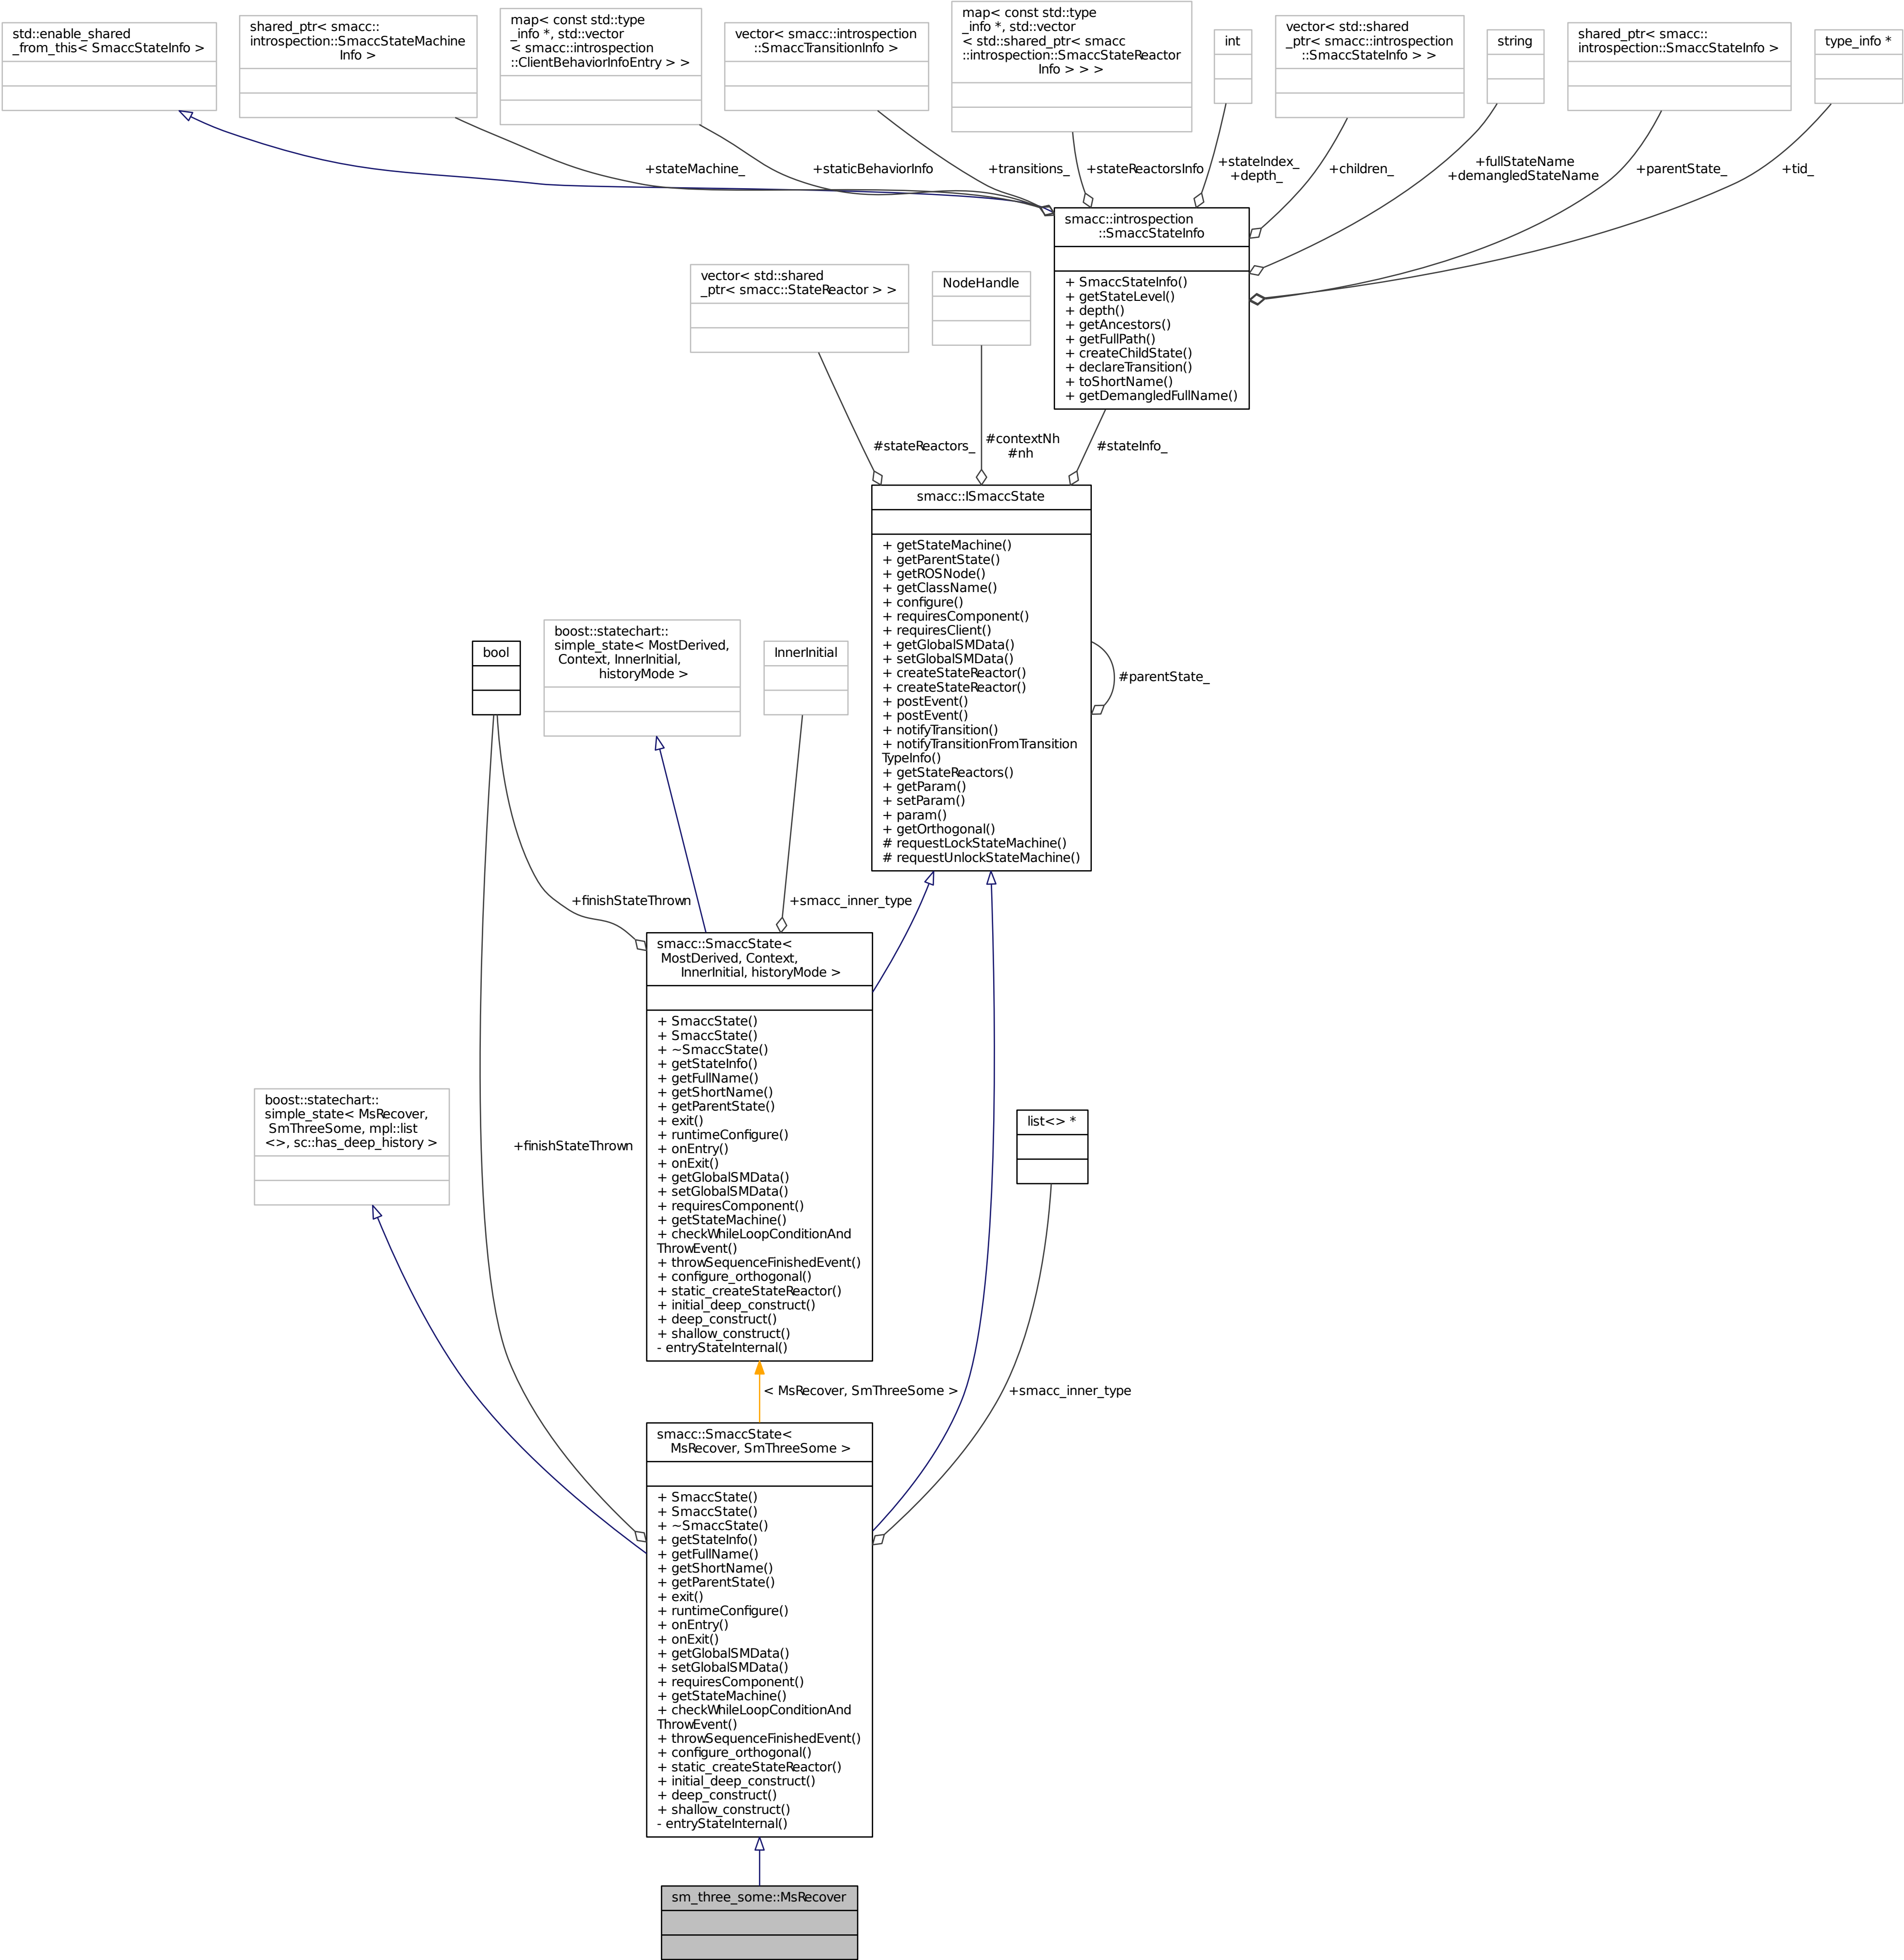 std::enable_shared
_from_this< SmaccStateInfo >
shared_ptr< smacc::
introspection::SmaccStateMachine
Info >
map< const std::type
_info *, std::vector
< smacc::introspection
::ClientBehaviorInfoEntry > >
vector< smacc::introspection
::SmaccTransitionInfo >
map< const std::type
_info *, std::vector
< std::shared_ptr< smacc
::introspection::SmaccStateReactor
Info > > >
int
vector< std::shared
_ptr< smacc::introspection
::SmaccStateInfo > >
string
shared_ptr< smacc::
introspection::SmaccStateInfo >
type_info *
+stateMachine_
+staticBehaviorInfo
+transitions_
+stateReactorsInfo
+stateIndex_
+depth_
+children_
+fullStateName
+demangledStateName
+parentState_
+tid_
smacc::introspection
::SmaccStateInfo
+ SmaccStateInfo()
+ getStateLevel()
+ depth()
+ getAncestors()
+ getFullPath()
+ createChildState()
+ declareTransition()
+ toShortName()
+ getDemangledFullName()
vector< std::shared
_ptr< smacc::StateReactor > >
NodeHandle
#stateReactors_
#contextNh
#nh
#stateInfo_
smacc::ISmaccState
+ getStateMachine()
+ getParentState()
+ getROSNode()
+ getClassName()
+ configure()
+ requiresComponent()
+ requiresClient()
+ getGlobalSMData()
+ setGlobalSMData()
+ createStateReactor()
+ createStateReactor()
+ postEvent()
+ postEvent()
+ notifyTransition()
+ notifyTransitionFromTransition
TypeInfo()
+ getStateReactors()
+ getParam()
+ setParam()
+ param()
+ getOrthogonal()
# requestLockStateMachine()
# requestUnlockStateMachine()
#parentState_
bool
boost::statechart::
simple_state< MostDerived,
Context, InnerInitial,
historyMode >
InnerInitial
+finishStateThrown
+smacc_inner_type
smacc::SmaccState<
MostDerived, Context,
InnerInitial, historyMode >
+ SmaccState()
+ SmaccState()
+ ~SmaccState()
+ getStateInfo()
+ getFullName()
+ getShortName()
+ getParentState()
+ exit()
+ runtimeConfigure()
+ onEntry()
+ onExit()
+ getGlobalSMData()
+ setGlobalSMData()
+ requiresComponent()
+ getStateMachine()
+ checkWhileLoopConditionAnd
ThrowEvent()
+ throwSequenceFinishedEvent()
+ configure_orthogonal()
+ static_createStateReactor()
+ initial_deep_construct()
+ deep_construct()
+ shallow_construct()
- entryStateInternal()
boost::statechart::
simple_state< MsRecover,
SmThreeSome, mpl::list
<>, sc::has_deep_history >
+finishStateThrown
list<> *
< MsRecover, SmThreeSome >
+smacc_inner_type
smacc::SmaccState<
MsRecover, SmThreeSome >
+ SmaccState()
+ SmaccState()
+ ~SmaccState()
+ getStateInfo()
+ getFullName()
+ getShortName()
+ getParentState()
+ exit()
+ runtimeConfigure()
+ onEntry()
+ onExit()
+ getGlobalSMData()
+ setGlobalSMData()
+ requiresComponent()
+ getStateMachine()
+ checkWhileLoopConditionAnd
ThrowEvent()
+ throwSequenceFinishedEvent()
+ configure_orthogonal()
+ static_createStateReactor()
+ initial_deep_construct()
+ deep_construct()
+ shallow_construct()
- entryStateInternal()
sm_three_some::MsRecover